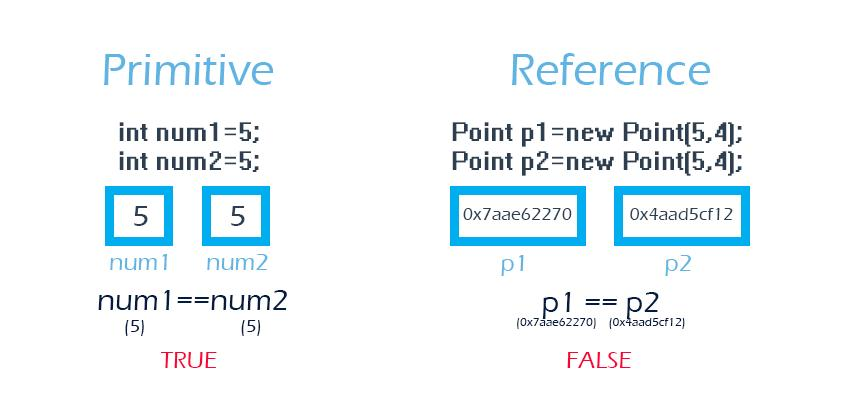 Primitive
int num1=5;
int num2=5;
5 5
num1 num2
num1==num2
(5) (5)
TRUE
Reference
Point p1=new Point(5,4);
Point p2=new Point(5,4);
0x7aae62270 0x4aad5cf12
p1 p2
p1 == p2
(0x7aae62270) (0x4aad5cf12)
FALSE